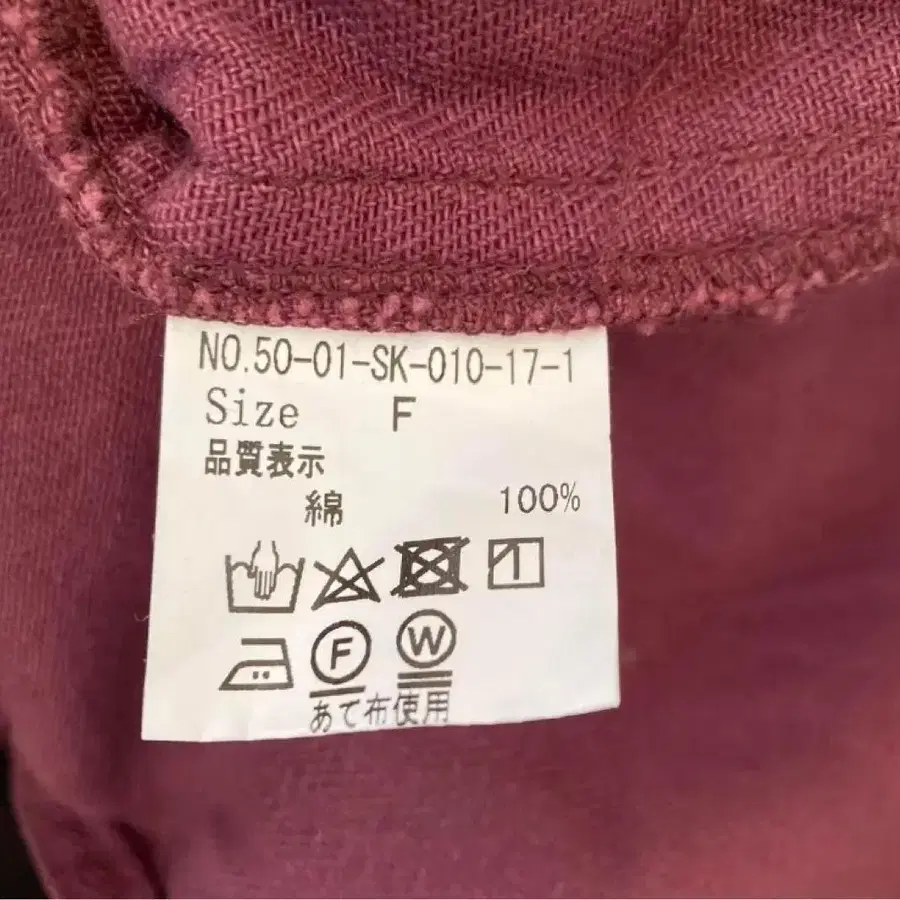 NO.50-01-SK-010-17-1
Size F
品質表示
綿 100%
F W
あて布使用